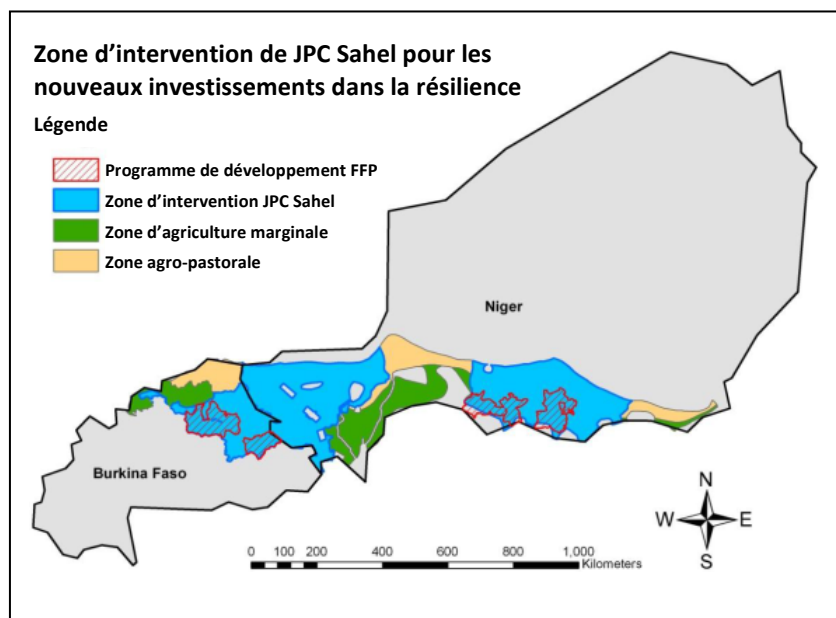 Zone d’intervention de JPC Sahel pour les
nouveaux investissements dans la résilience
Légende
Programme de développement FFP
Zone d’intervention JPC Sahel
Zone d’agriculture marginale
Zone agro-pastorale
Niger
Burkina Faso
N
W E
S
0 100 200 400 600 800 1,000
Kilometers